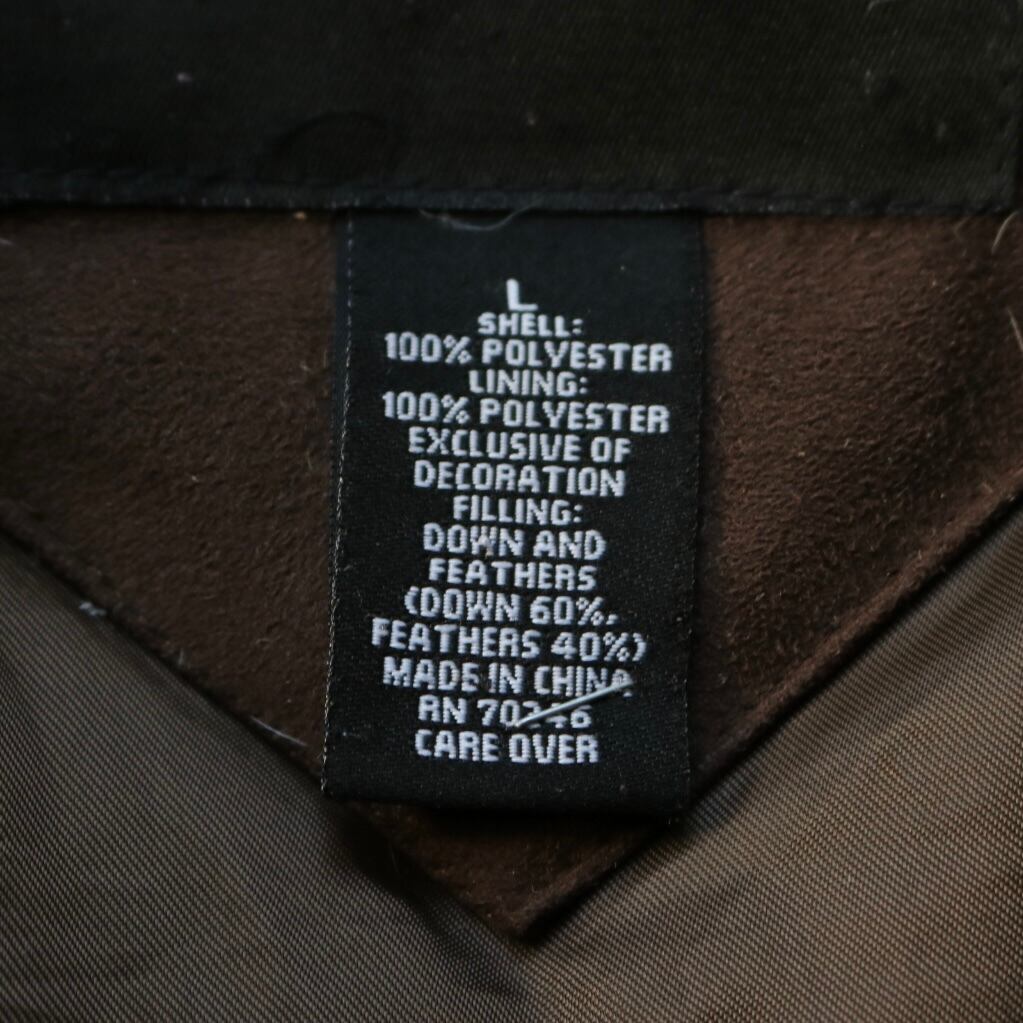 L
SHELL:
100% POLYESTER
LINING:
100% POLYESTER
EXCLUSIVE OF
DECORATION
FILLING:
DOWN AND
FEATHERS
(DOWN 60%,
FEATHERS 40%)
MADE IN CHINA
RN
CARE OVER